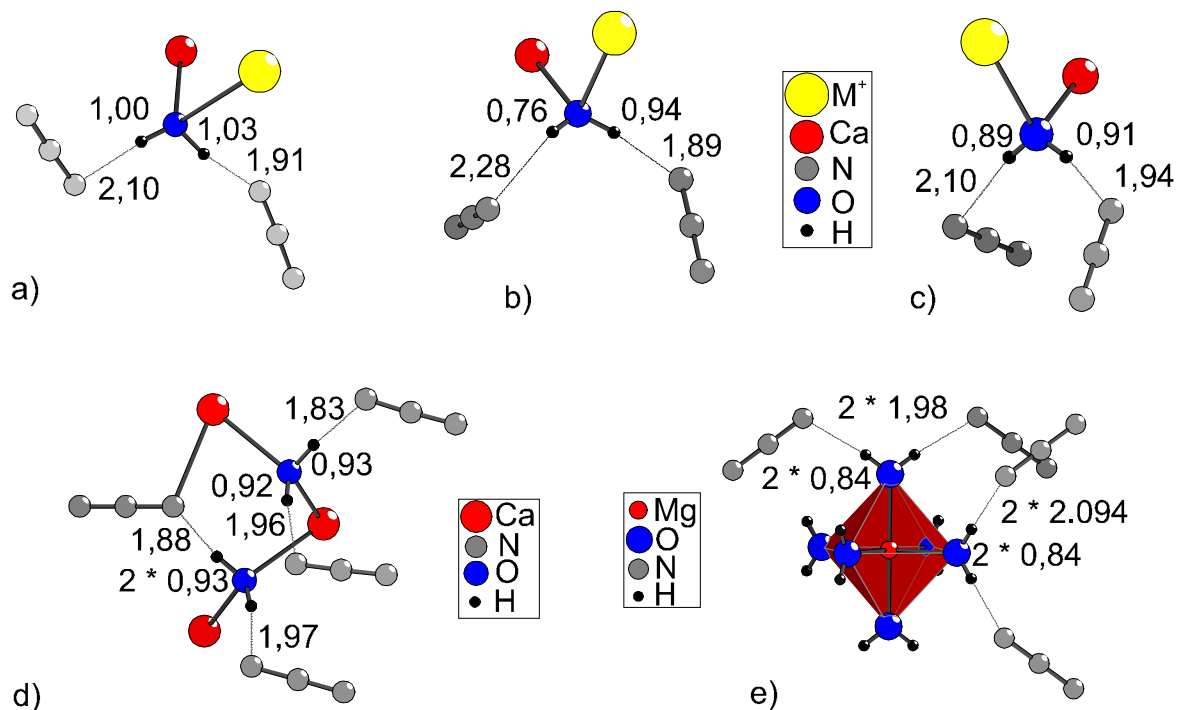 1,00
1,03
1,91
2,10
a)
0,76
0,94
2,28
1,89
b)
M⁺
Ca
N
O
H
0,89
0,91
2,10
1,94
c)
1,83
0,93
0,92
1,96
1,88
2 * 0,93
1,97
d)
Ca
N
O
H
Mg
O
N
H
2 * 1,98
2 * 0,84
2 * 2.094
2 * 0,84
e)